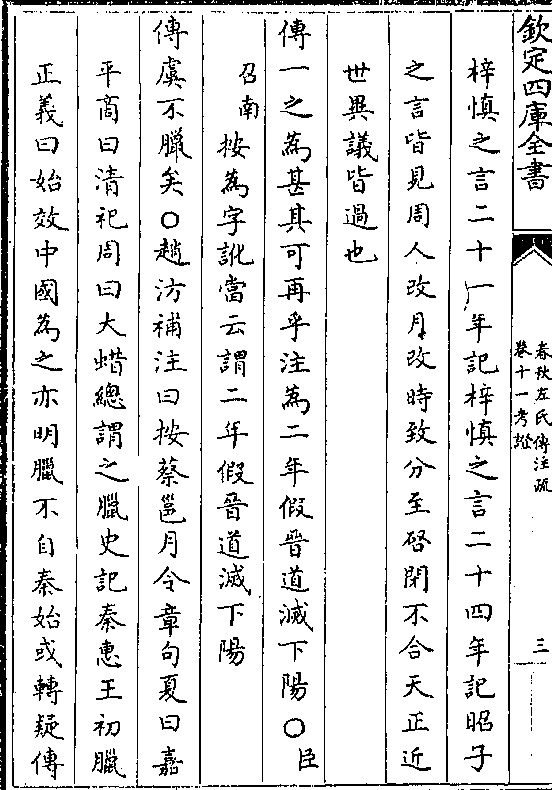 欽定四庫全書
春秋左氏傳注疏
卷十一考證
三
梓慎之言二十一年記梓慎之言二十四年記昭子
之言皆見周人改月改時致分至啓閉不合天正近
世異議皆過也
傳一之為甚其可再乎注為二年假晉道滅下陽〇臣
召南按為字訛當云謂二年假晉道滅下陽
傳虞不臘矣〇趙汸補注曰按蔡邕月令章句夏曰嘉
平商曰清祀周曰大蜡總謂之臘史記秦惠王初臘
正義曰始效中國為之亦明臘不自秦始或轉疑傳